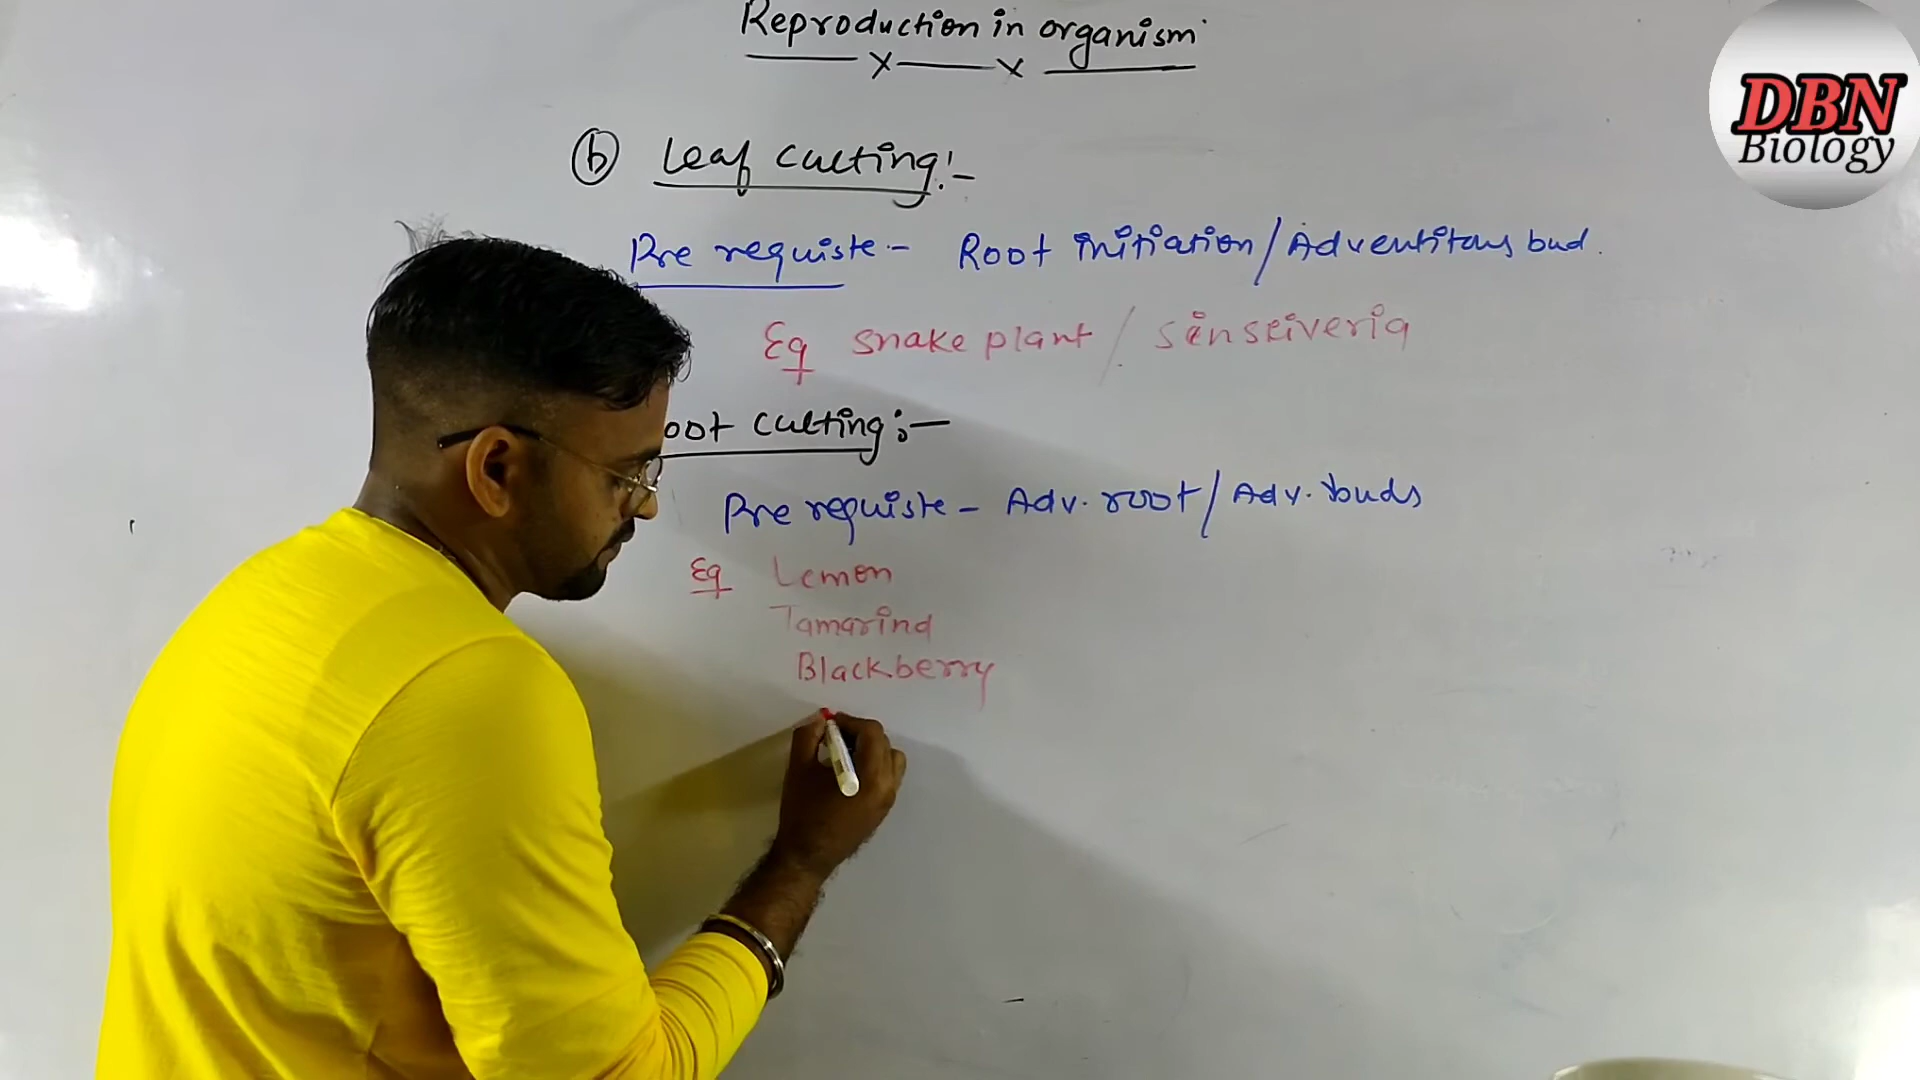 Reproduction in organism
DBN
Biology
(b) Leaf cutting:-
Pre requiste - Root initiation / Adventitous bud.
Eg snake plant / Senseiveria
oot cutting:-
Pre requiste - Adv. root / Adv. buds
Eg Lemon
Tamarind
Blackberry